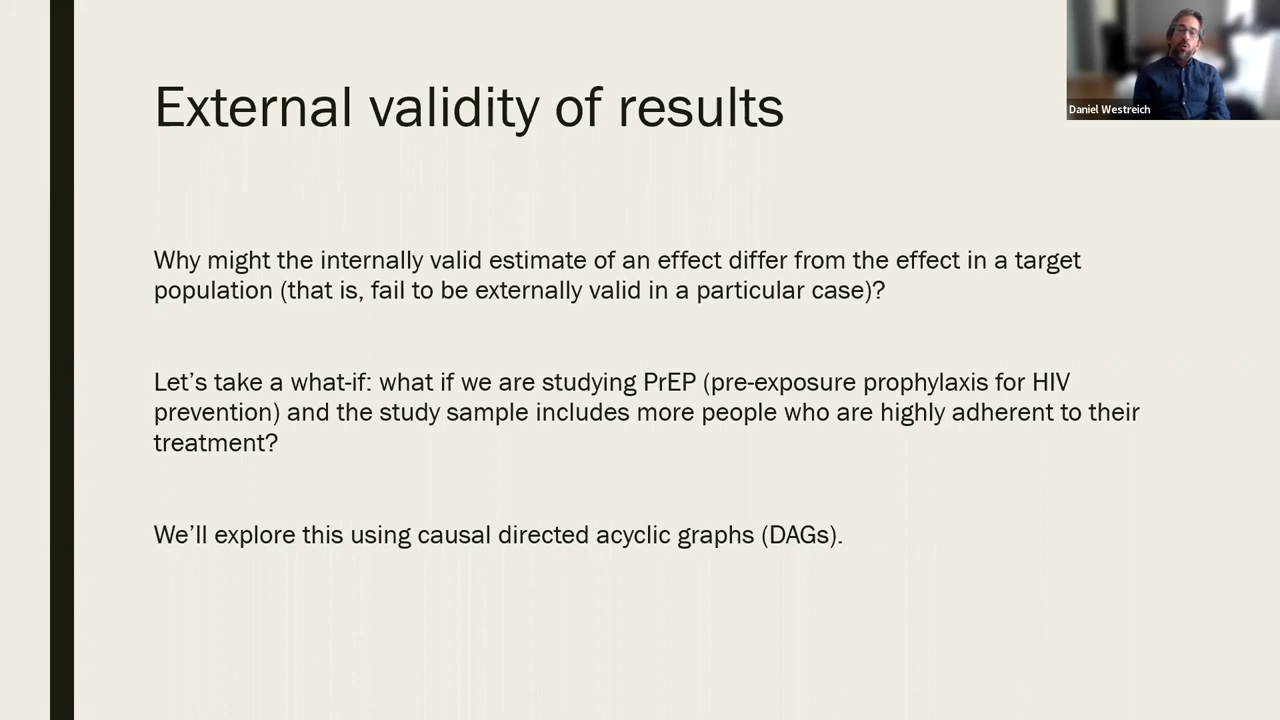 External validity of results
Daniel Westreich
Why might the internally valid estimate of an effect differ from the effect in a target
population (that is, fail to be externally valid in a particular case)?
Let’s take a what-if: what if we are studying PrEP (pre-exposure prophylaxis for HIV
prevention) and the study sample includes more people who are highly adherent to their
treatment?
We’ll explore this using causal directed acyclic graphs (DAGs).